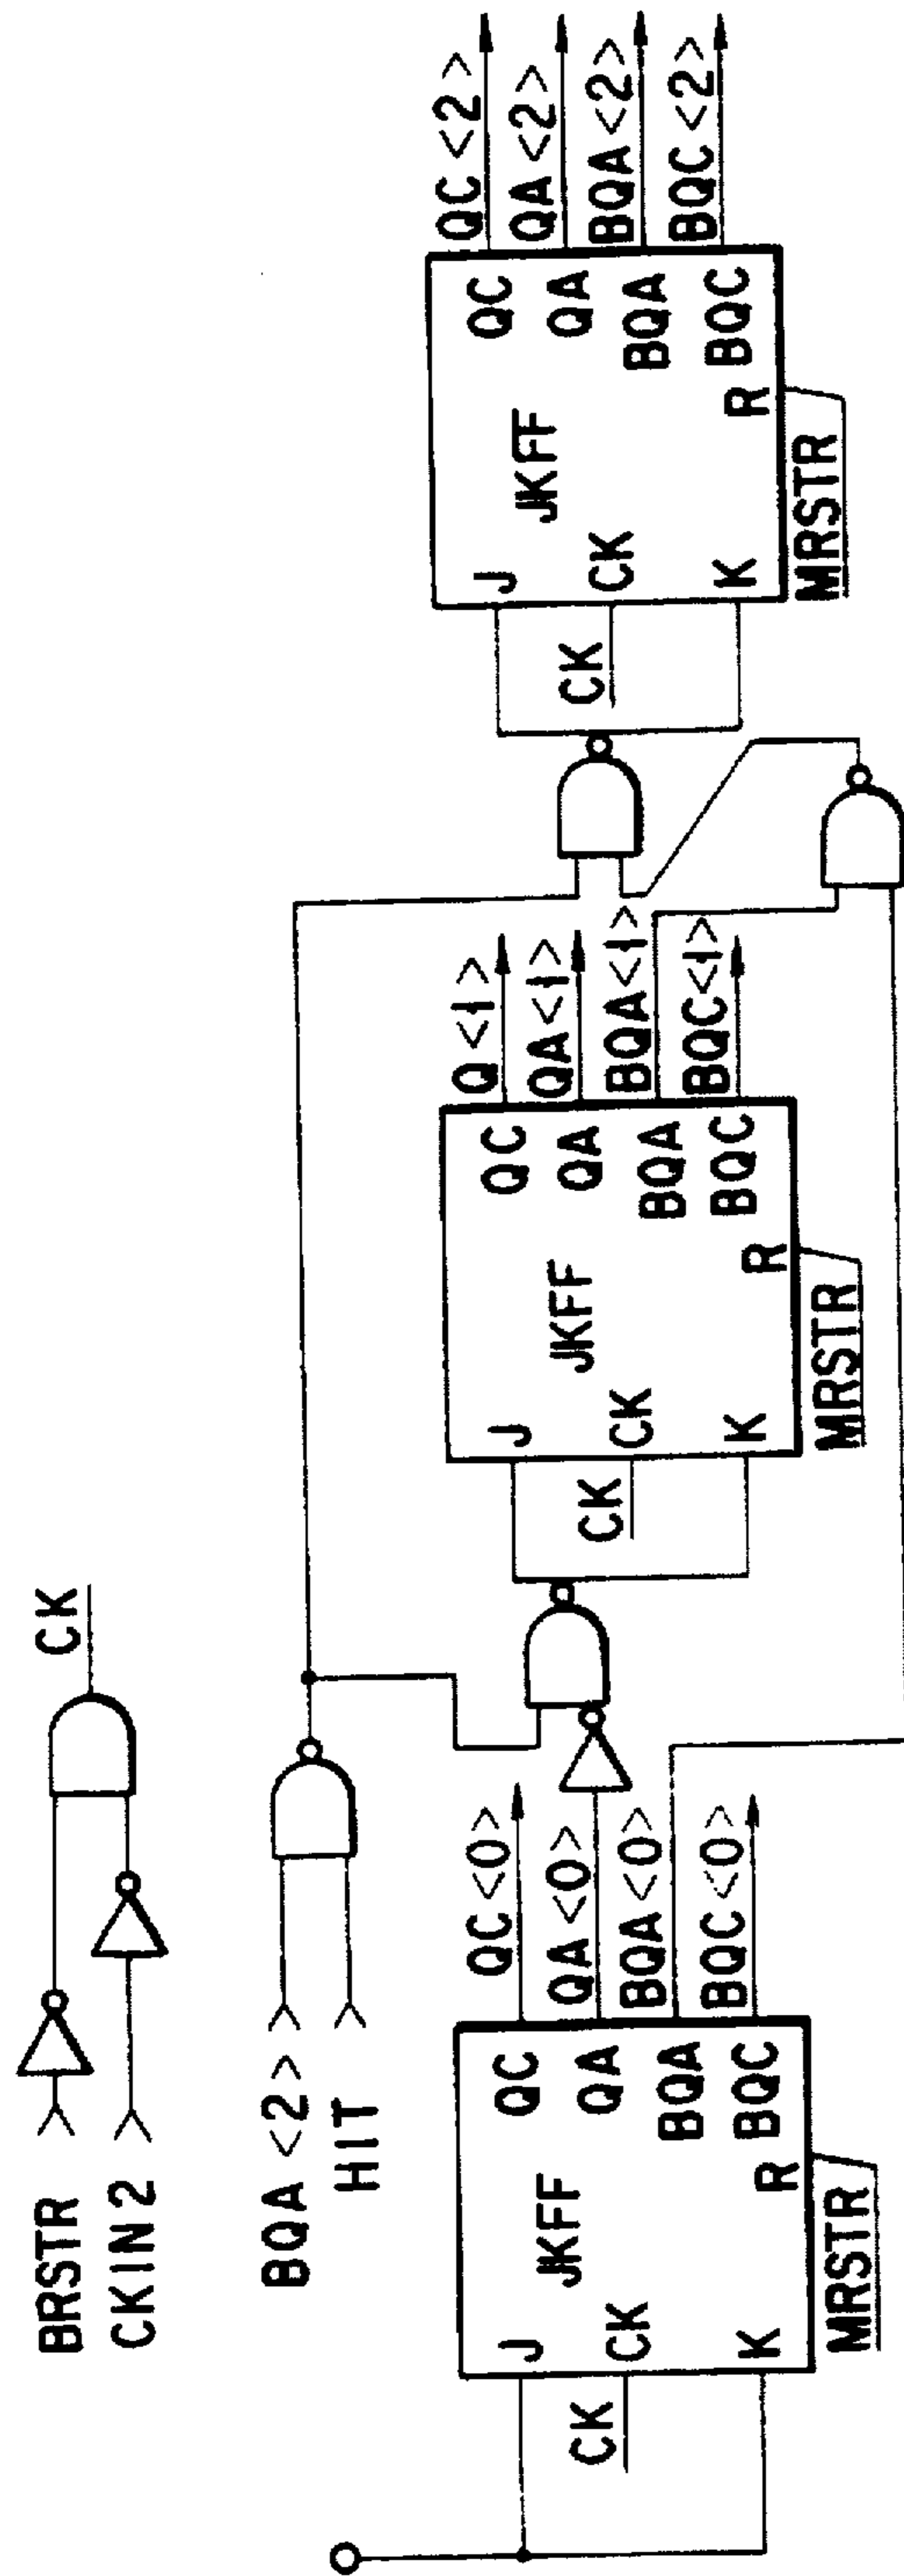 BRSTR
CKIN2
CK
BQA<2>
HIT
J
CK
K
JKFF
QC
QA
BQA
BQC
R
CK
MRSTR
QC<0>
QA<0>
BQA<0>
BQC<0>
J
CK
K
JKFF
QC
QA
BQA
BQC
R
CK
MRSTR
Q<1>
QA<1>
BQA<1>
BQC<1>
J
CK
K
JKFF
QC
QA
BQA
BQC
R
CK
MRSTR
QC<2>
QA<2>
BQA<2>
BQC<2>